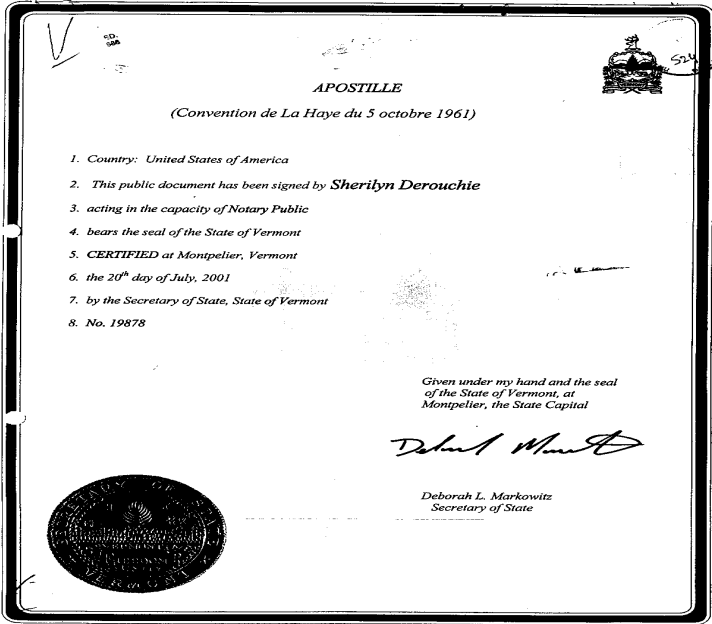 SD.
588
524
APOSTILLE
(Convention de La Haye du 5 octobre 1961)
1. Country: United States of America
2. This public document has been signed by Sherilyn Derouchie
3. acting in the capacity of Notary Public
4. bears the seal of the State of Vermont
5. CERTIFIED at Montpelier, Vermont
6. the 20th day of July, 2001
7. by the Secretary of State, State of Vermont
8. No. 19878
Given under my hand and the seal
of the State of Vermont, at
Montpelier, the State Capital
Deborah L. Markowitz
Secretary of State